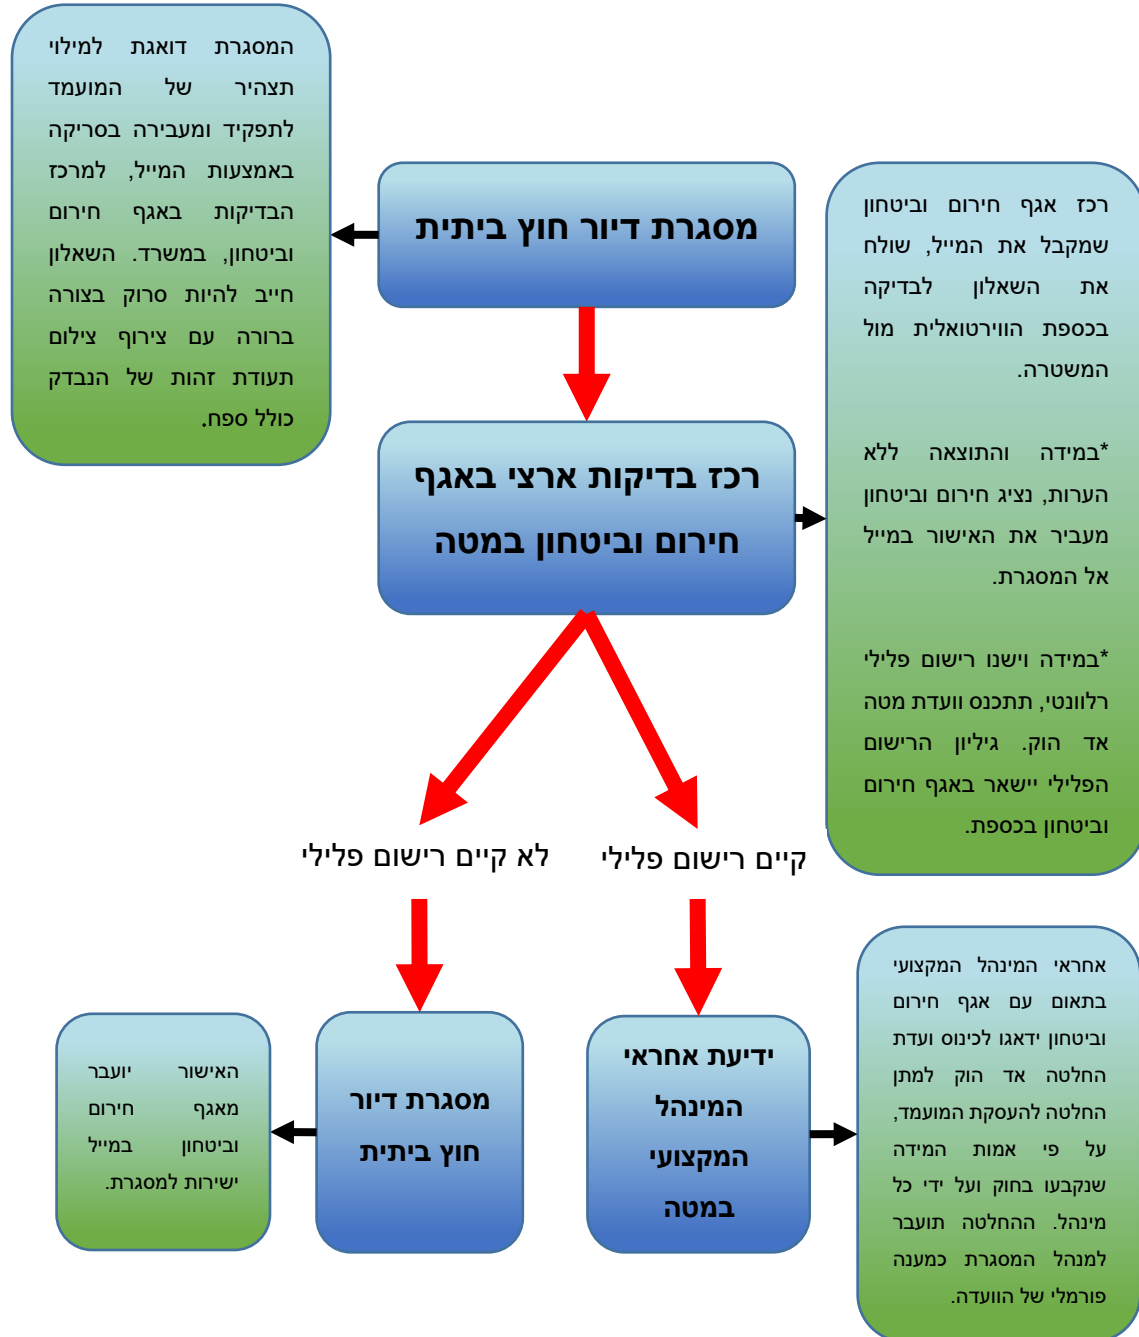 המסגרת דואגת למילוי
תצהיר של המועמד
לתפקיד ומעבירה בסריקה
באמצעות המייל, למרכז
הבדיקות באגף חירום
וביטחון, במשרד. השאלון
חייב להיות סרוק בצורה
ברורה עם צירוף צילום
תעודת זהות של הנבדק
כולל ספח.
מסגרת דיור חוץ ביתית
רכז אגף חירום וביטחון
שמקבל את המייל, שולח
את השאלון לבדיקה
בכספת הווירטואלית מול
המשטרה.
*במידה והתוצאה ללא
הערות, נציג חירום וביטחון
מעביר את האישור במייל
אל המסגרת.
*במידה וישנו רישום פלילי
רלוונטי, תתכנס וועדת מטה
אד הוק. גיליון הרישום
הפלילי יישאר באגף חירום
וביטחון בכספת.
רכז בדיקות ארצי באגף
חירום וביטחון במטה
קיים רישום פלילי
לא קיים רישום פלילי
אחראי המינהל המקצועי
בתאום עם אגף חירום
וביטחון ידאגו לכינוס ועדת
החלטה אד הוק למתן
החלטה להעסקת המועמד,
על פי אמות המידה
שנקבעו בחוק ועל ידי כל
מינהל. ההחלטה תועבר
למנהל המסגרת כמענה
פורמלי של הוועדה.
ידיעת אחראי
המינהל
המקצועי
במטה
מסגרת דיור
חוץ ביתית
האישור יועבר
מאגף חירום
וביטחון במייל
ישירות למסגרת.